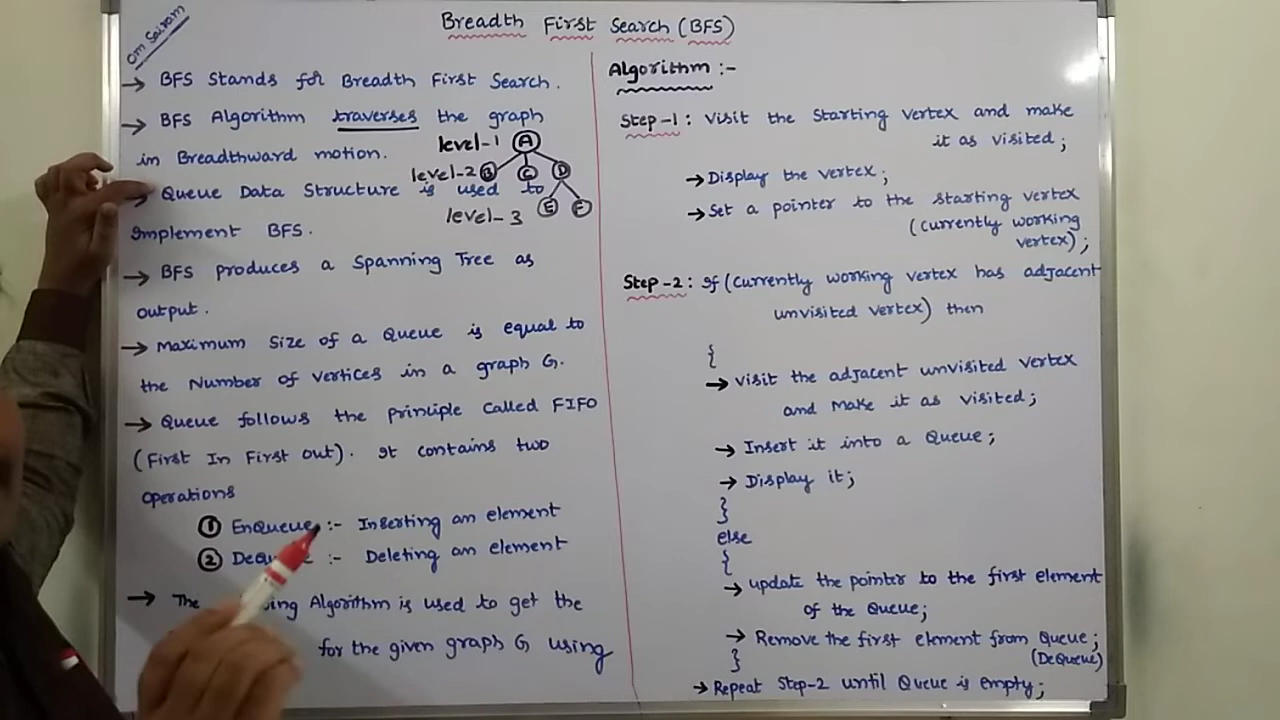 Om Sairam
Breadth First Search (BFS)
→ BFS Stands for Breadth First Search.
→ BFS Algorithm traverses the graph
in Breadthward motion.
level-1 A
level-2 B C D
level-3 E F
→ Queue Data Structure is used to
Implement BFS.
→ BFS produces a Spanning Tree as
output.
→ Maximum Size of a Queue is equal to
the Number of vertices in a graph G.
→ Queue follows the principle called FIFO
(First In First out). It contains two
operations
① EnQueue :- Inserting an element
② :- Deleting an element
→ The Algorithm is used to get the
for the given graph G using
Algorithm :-
Step-1: Visit the Starting vertex and make
it as visited;
→ Display the vertex;
→ Set a pointer to the starting vertex
(currently working
vertex);
Step-2: If (currently working vertex has adjacent
unvisited vertex) then
{
→ visit the adjacent unvisited vertex
and make it as visited;
→ Insert it into a Queue;
→ Display it;
}
else
{
→ update the pointer to the first element
of the Queue;
→ Remove the first element from Queue;
(DeQueue)
}
→ Repeat Step-2 until Queue is empty;